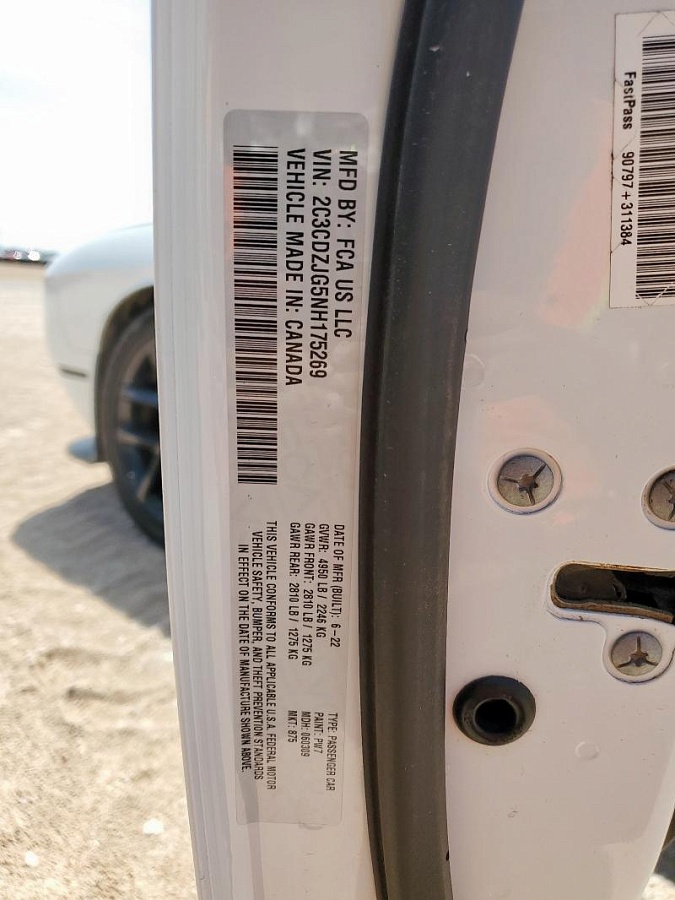 MFD BY: FCA US LLC
VIN: 2C3CDZJG5NH175269
VEHICLE MADE IN: CANADA
DATE OF MFR (BUILT): 6-22
GVWR: 4950 LB / 2246 KG
GAWR FRONT: 2810 LB / 1275 KG
GAWR REAR: 2810 LB / 1275 KG
TYPE: PASSENGER CAR
PAINT: PW7
MDH: 060309
MKT: 875
THIS VEHICLE CONFORMS TO ALL APPLICABLE U.S.A. FEDERAL MOTOR
VEHICLE SAFETY, BUMPER, AND THEFT PREVENTION STANDARDS
IN EFFECT ON THE DATE OF MANUFACTURE SHOWN ABOVE.
FastPass 90797+311384